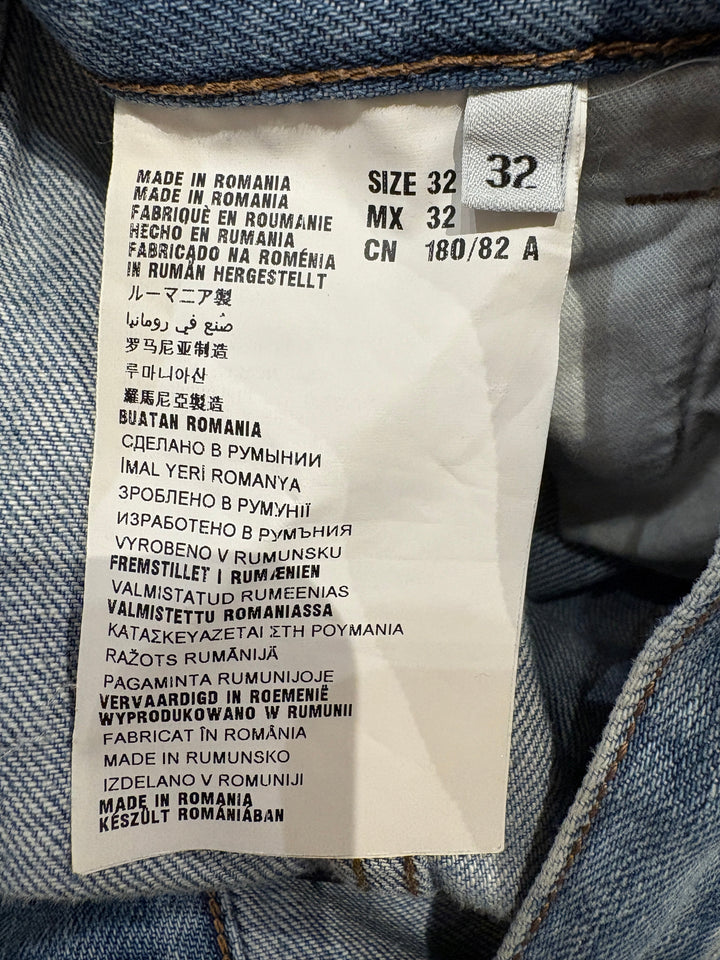 MADE IN ROMANIA
MADE IN ROMANIA
FABRIQUÈ EN ROUMANIE
HECHO EN RUMANIA
FABRICADO NA ROMÉNIA
IN RUMÄN HERGESTELLT
ルーマニア製
صنع في رومانيا
罗马尼亚制造
루마니아산
羅馬尼亞製造
BUATAN ROMANIA
СДЕЛАНО В РУМЫНИИ
İMAL YERİ ROMANYA
ЗРОБЛЕНО В РУМУНІЇ
ИЗРАБОТЕНО В РУМЪНИЯ
VYROBENO V RUMUNSKU
FREMSTILLET I RUMÆNIEN
VALMISTATUD RUMEENIAS
VALMISTETTU ROMANIASSA
ΚΑΤΑΣΚΕΥΑΖΕΤΑΙ ΣΤΗ ΡΟΥΜΑΝΙΑ
RAŽOTS RUMĀNIJĀ
PAGAMINTA RUMUNIJOJE
VERVAARDIGD IN ROEMENIË
WYPRODUKOWANO W RUMUNII
FABRICAT ÎN ROMÂNIA
MADE IN RUMUNSKO
IZDELANO V ROMUNIJI
MADE IN ROMANIA
KÉSZÜLT ROMÁNIÁBAN
SIZE 32
MX 32
CN 180/82 A
32